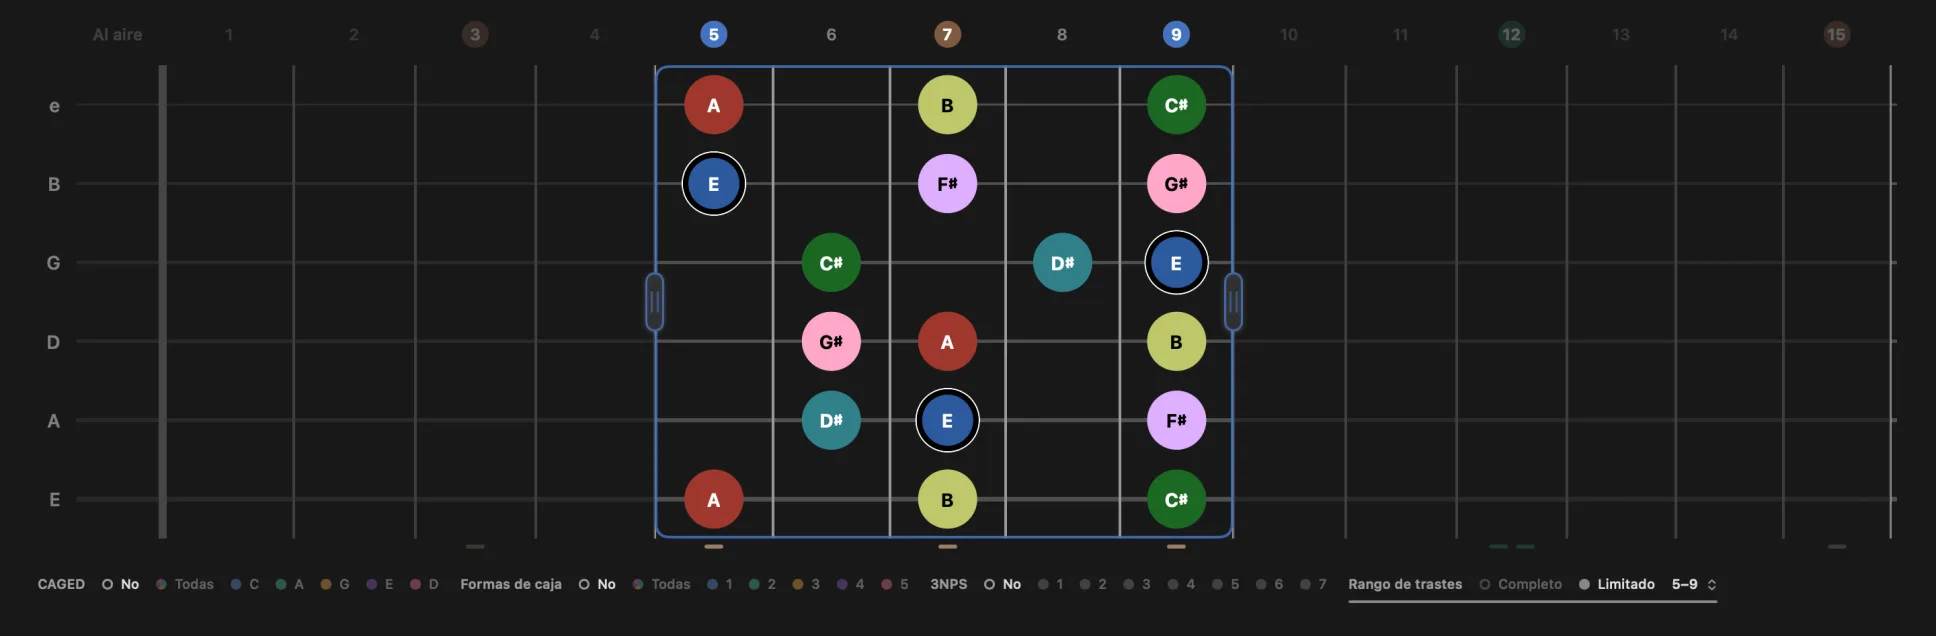 Al aire 1 2 3 4 5 6 7 8 9 10 11 12 13 14 15
e A B C#
B E F# G#
G C# D# E
D G# A B
A D# E F#
E A B C#
CAGED No Todas C A G E D Formas de caja No Todas 1 2 3 4 5 3NPS No 1 2 3 4 5 6 7 Rango de trastes Completo Limitado 5–9